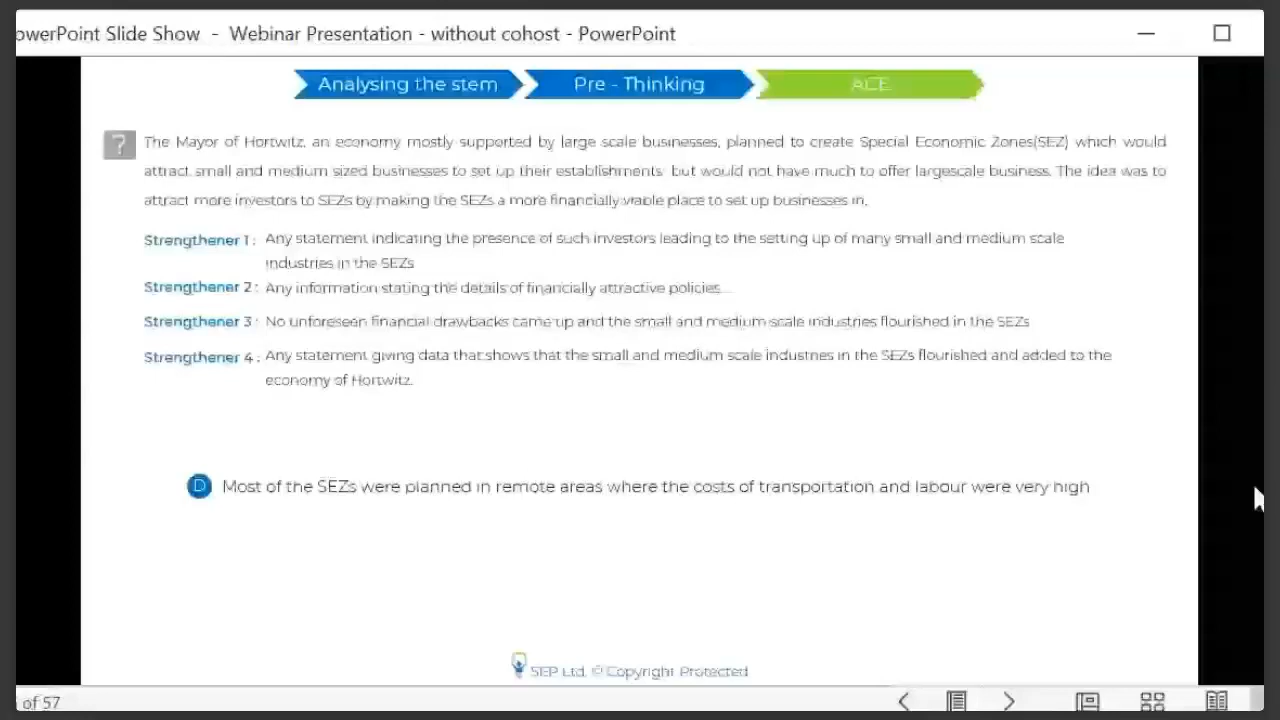 owerPoint Slide Show - Webinar Presentation - without cohost - PowerPoint
Analysing the stem
Pre - Thinking
ACE
?
The Mayor of Hortwitz, an economy mostly supported by large scale businesses, planned to create Special Economic Zones(SEZ) which would
attract small and medium sized businesses to set up their establishments but would not have much to offer largescale business. The idea was to
attract more investors to SEZs by making the SEZs a more financially viable place to set up businesses in.
Strengthener 1 : Any statement indicating the presence of such investors leading to the setting up of many small and medium scale
industries in the SEZs
Strengthener 2 : Any information stating the details of financially attractive policies...
Strengthener 3 : No unforeseen financial drawbacks came up and the small and medium scale industries flourished in the SEZs
Strengthener 4 : Any statement giving data that shows that the small and medium scale industries in the SEZs flourished and added to the
economy of Hortwitz.
D Most of the SEZs were planned in remote areas where the costs of transportation and labour were very high
SEP Ltd. © Copyright Protected
of 57